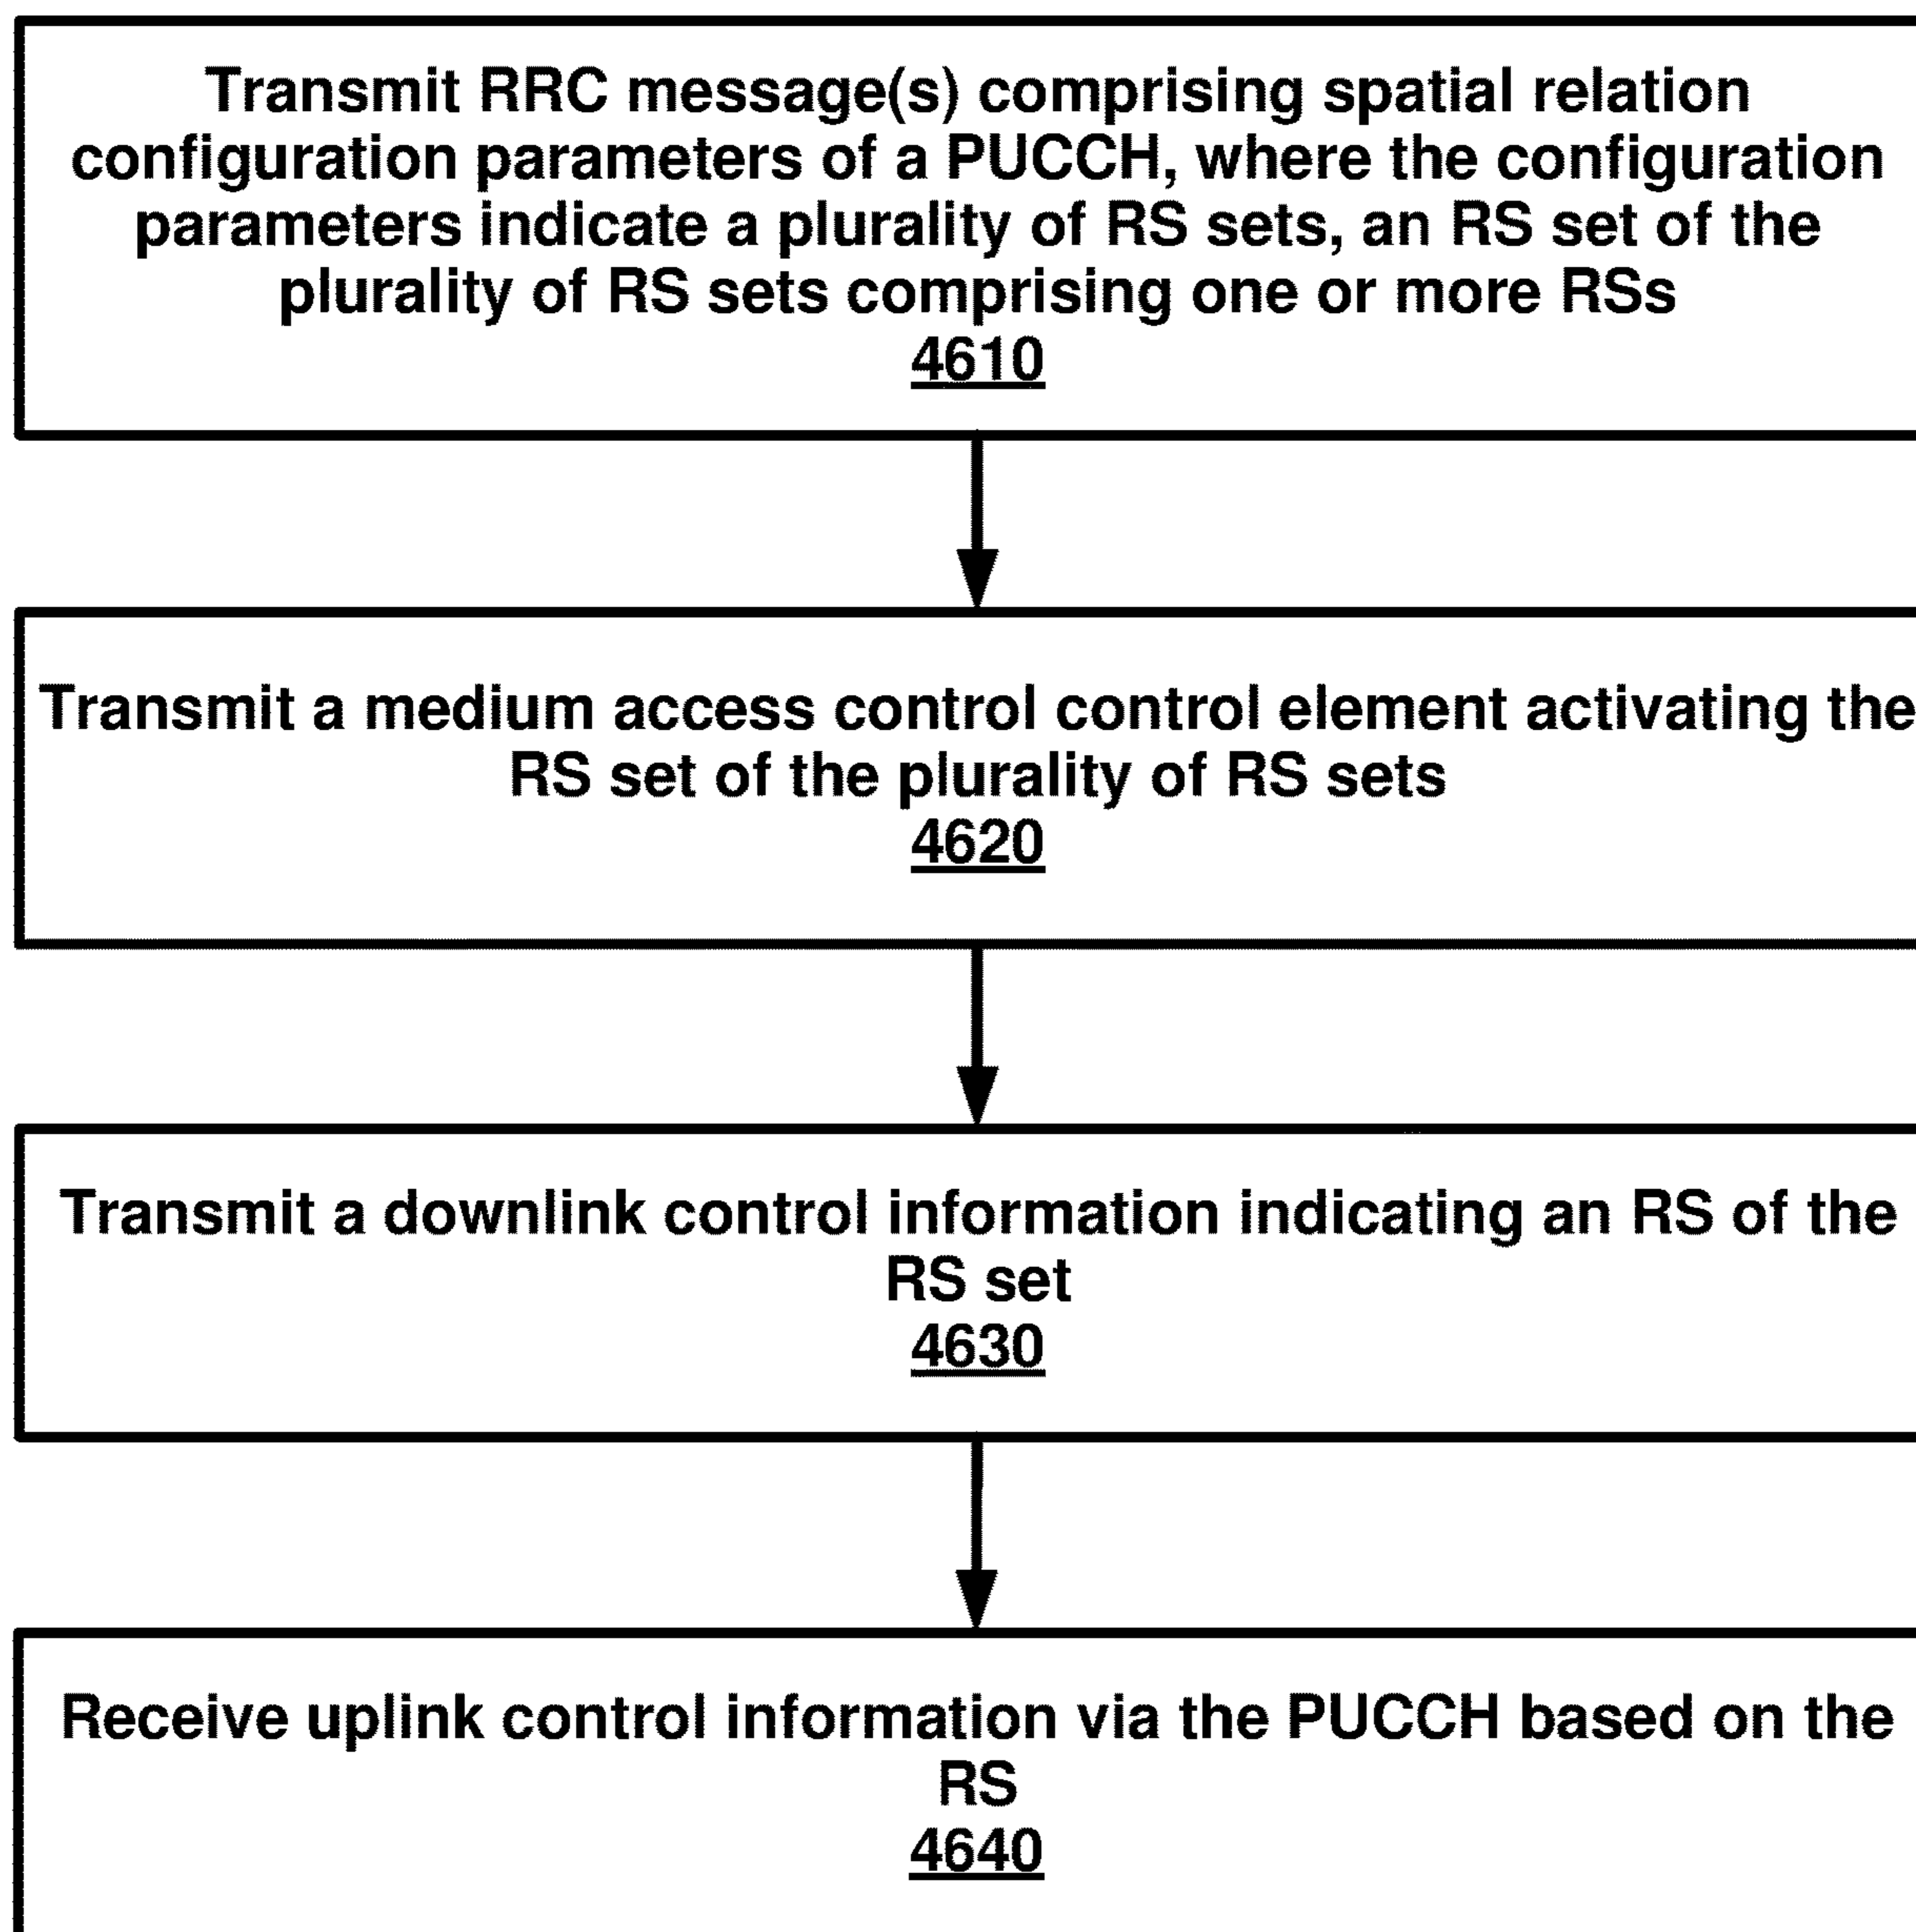 Transmit RRC message(s) comprising spatial relation
configuration parameters of a PUCCH, where the configuration
parameters indicate a plurality of RS sets, an RS set of the
plurality of RS sets comprising one or more RSs
4610
Transmit a medium access control control element activating the
RS set of the plurality of RS sets
4620
Transmit a downlink control information indicating an RS of the
RS set
4630
Receive uplink control information via the PUCCH based on the
RS
4640